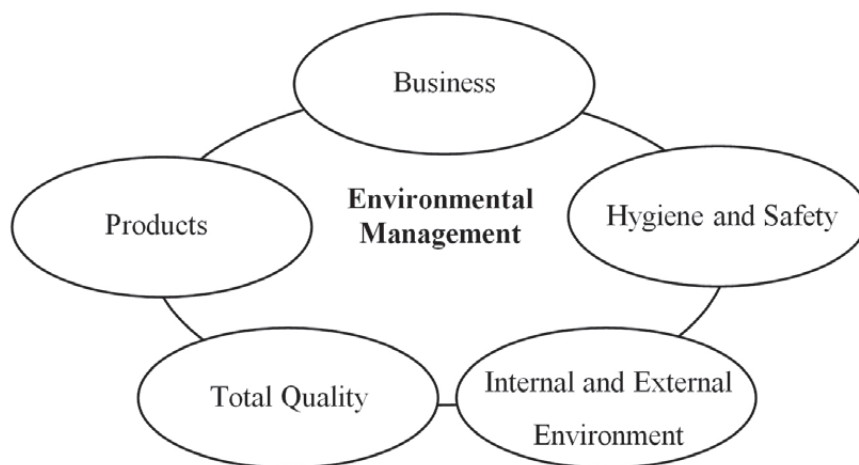 Business
Environmental
Management
Products
Hygiene and Safety
Total Quality
Internal and External
Environment